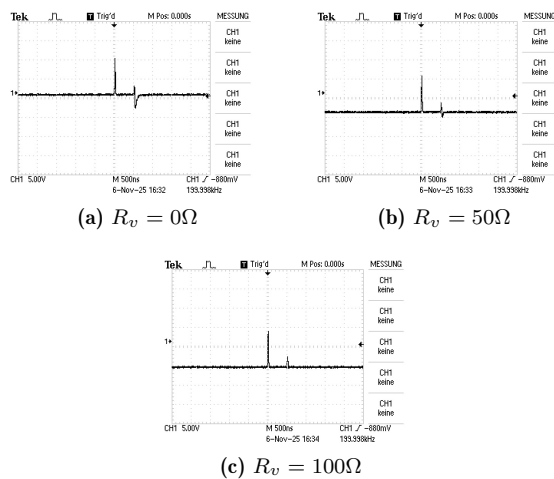 Tek Trig'd M Pos: 0.000s MESSUNG
CH1
keine
CH1
keine
1 CH1
keine
CH1
keine
CH1
keine
CH1 5.00V M 500ns CH1 -880mV
6-Nov-25 16:32 199.998kHz
(a) R_v = 0Ω
Tek Trig'd M Pos: 0.000s MESSUNG
CH1
keine
CH1
keine
1 CH1
keine
CH1
keine
CH1
keine
CH1 5.00V M 500ns CH1 -880mV
6-Nov-25 16:33 199.998kHz
(b) R_v = 50Ω
Tek Trig'd M Pos: 0.000s MESSUNG
CH1
keine
CH1
keine
1 CH1
keine
CH1
keine
CH1
keine
CH1 5.00V M 500ns CH1 -880mV
6-Nov-25 16:34 199.998kHz
(c) R_v = 100Ω